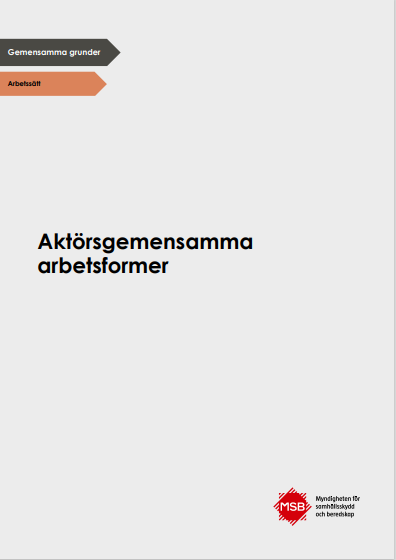 Gemensamma grunder
Arbetssätt
Aktörsgemensamma
arbetsformer
MSB
Myndigheten för
samhällsskydd
och beredskap